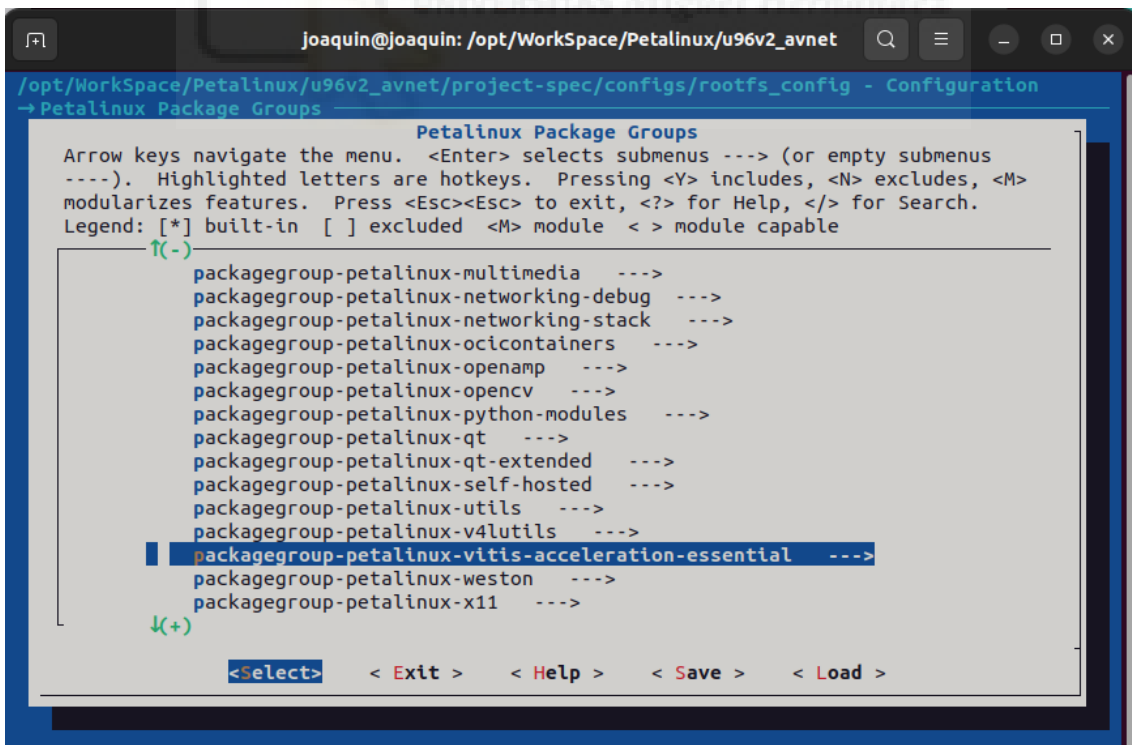 UNIVERSITAS Miguel Hernández
joaquin@joaquin: /opt/WorkSpace/Petalinux/u96v2_avnet
/opt/WorkSpace/Petalinux/u96v2_avnet/project-spec/configs/rootfs_config - Configuration
→ Petalinux Package Groups
Petalinux Package Groups
Arrow keys navigate the menu. <Enter> selects submenus ---> (or empty submenus
----). Highlighted letters are hotkeys. Pressing <Y> includes, <N> excludes, <M>
modularizes features. Press <Esc><Esc> to exit, <?> for Help, </> for Search.
Legend: [*] built-in [ ] excluded <M> module < > module capable
↑(-)
packagegroup-petalinux-multimedia --->
packagegroup-petalinux-networking-debug --->
packagegroup-petalinux-networking-stack --->
packagegroup-petalinux-ocicontainers --->
packagegroup-petalinux-openamp --->
packagegroup-petalinux-opencv --->
packagegroup-petalinux-python-modules --->
packagegroup-petalinux-qt --->
packagegroup-petalinux-qt-extended --->
packagegroup-petalinux-self-hosted --->
packagegroup-petalinux-utils --->
packagegroup-petalinux-v4lutils --->
packagegroup-petalinux-vitis-acceleration-essential --->
packagegroup-petalinux-weston --->
packagegroup-petalinux-x11 --->
↓(+)
<Select> < Exit > < Help > < Save > < Load >